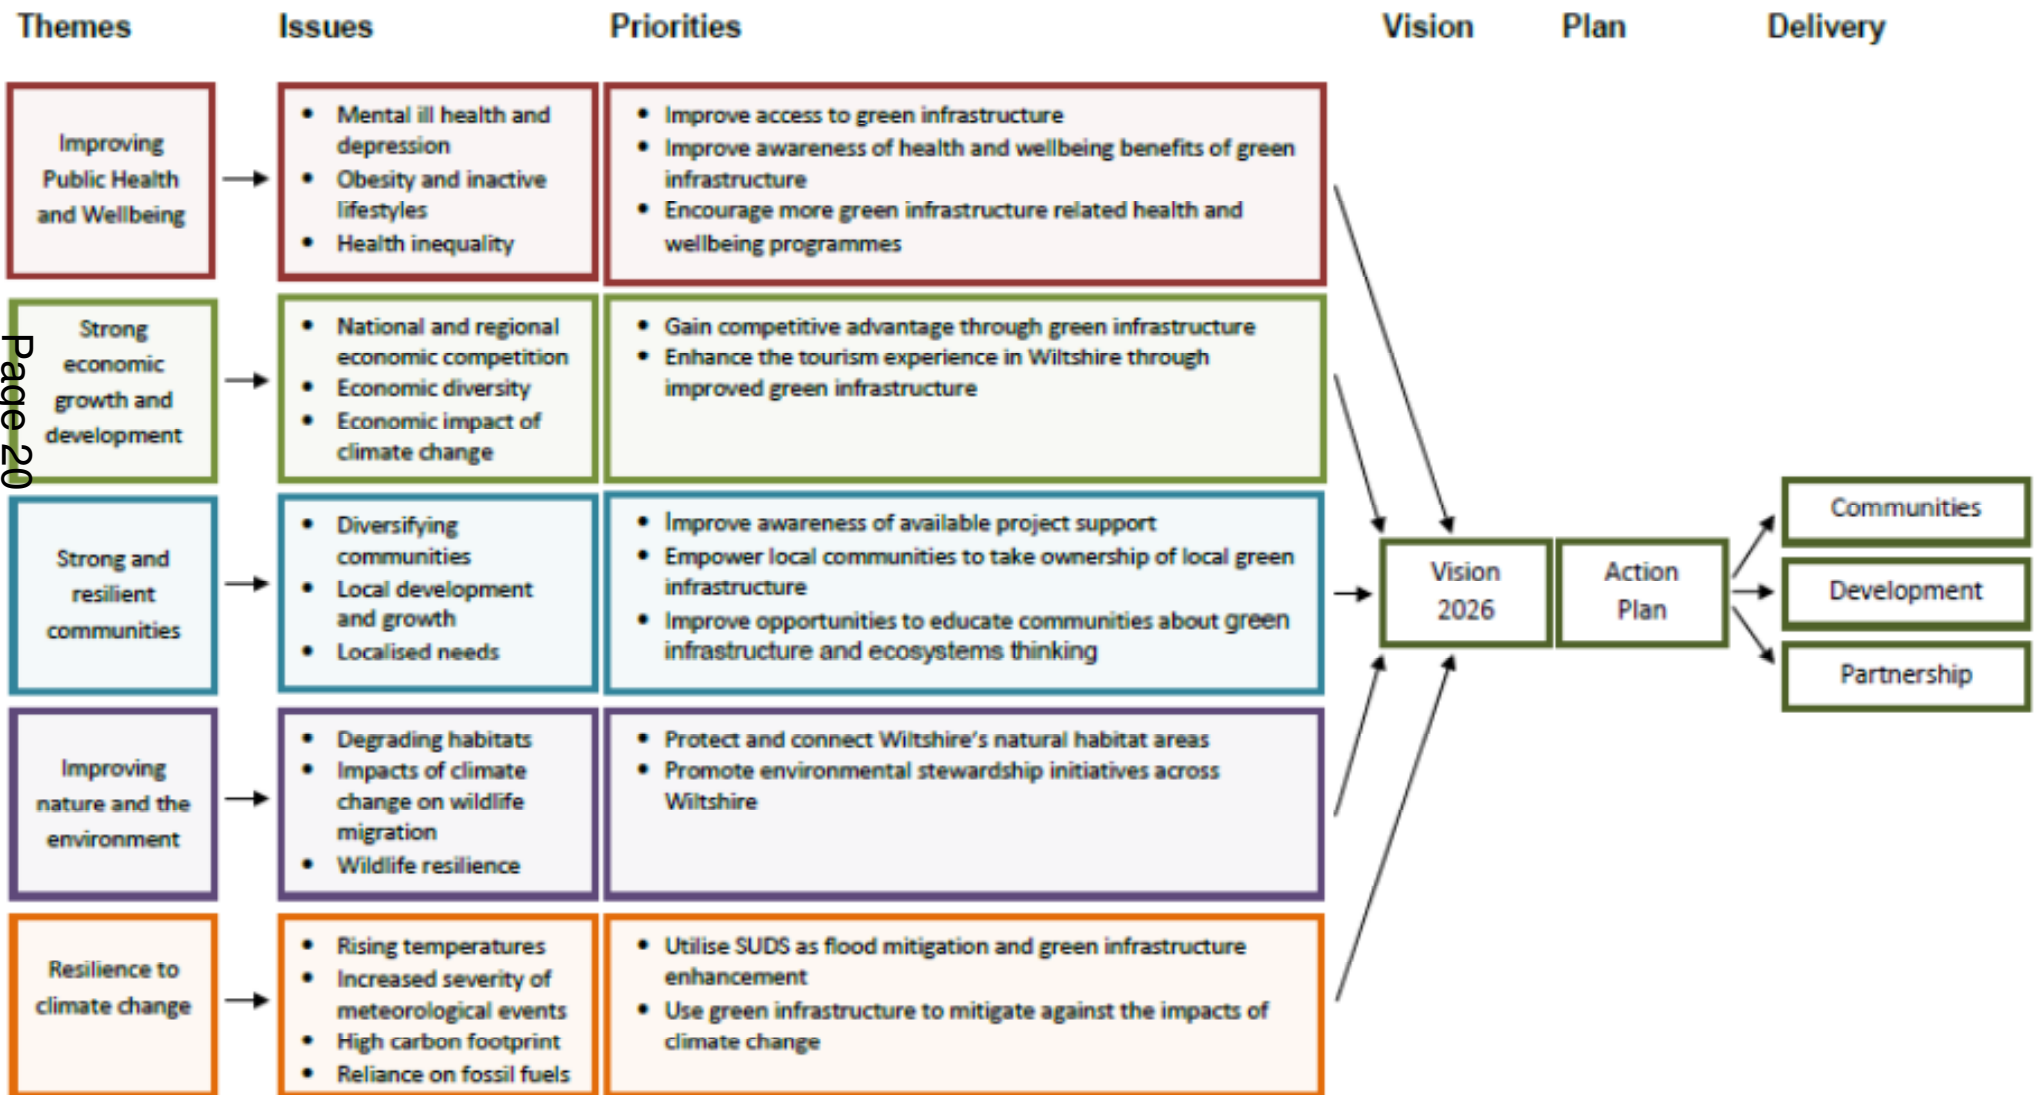 Themes
Issues
Priorities
Vision
Plan
Delivery
Improving
Public Health
and Wellbeing
• Mental ill health and
depression
• Obesity and inactive
lifestyles
• Health inequality
• Improve access to green infrastructure
• Improve awareness of health and wellbeing benefits of green
infrastructure
• Encourage more green infrastructure related health and
wellbeing programmes
Strong
economic
growth and
development
• National and regional
economic competition
• Economic diversity
• Economic impact of
climate change
• Gain competitive advantage through green infrastructure
• Enhance the tourism experience in Wiltshire through
improved green infrastructure
Page 20
Strong and
resilient
communities
• Diversifying
communities
• Local development
and growth
• Localised needs
• Improve awareness of available project support
• Empower local communities to take ownership of local green
infrastructure
• Improve opportunities to educate communities about green
infrastructure and ecosystems thinking
Improving
nature and the
environment
• Degrading habitats
• Impacts of climate
change on wildlife
migration
• Wildlife resilience
• Protect and connect Wiltshire's natural habitat areas
• Promote environmental stewardship initiatives across
Wiltshire
Resilience to
climate change
• Rising temperatures
• Increased severity of
meteorological events
• High carbon footprint
• Reliance on fossil fuels
• Utilise SUDS as flood mitigation and green infrastructure
enhancement
• Use green infrastructure to mitigate against the impacts of
climate change
Vision
2026
Action
Plan
Communities
Development
Partnership